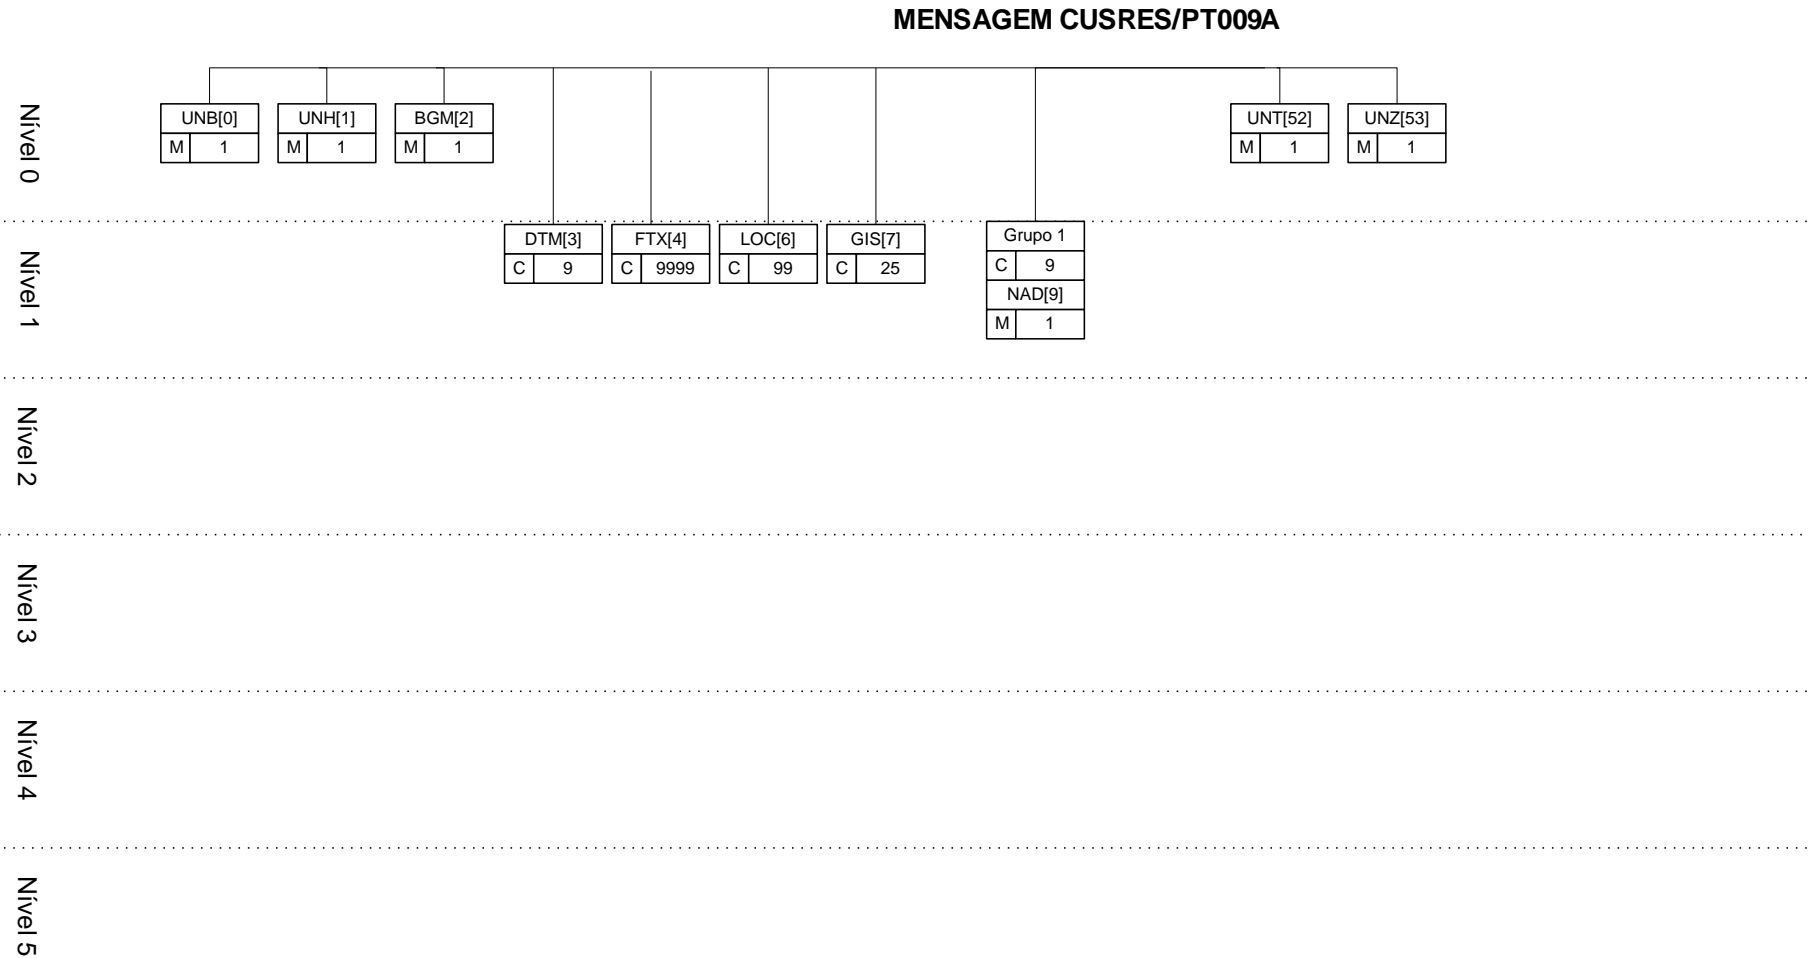 MENSAGEM CUSRES/PT009A
Nível 0
UNB[0] UNH[1] BGM[2] UNT[52] UNZ[53]
M 1 M 1 M 1 M 1 M 1
Nível 1
DTM[3] FTX[4] LOC[6] GIS[7] Grupo 1
C 9 C 9999 C 99 C 25 C 9
NAD[9]
M 1
Nível 2
Nível 3
Nível 4
Nível 5